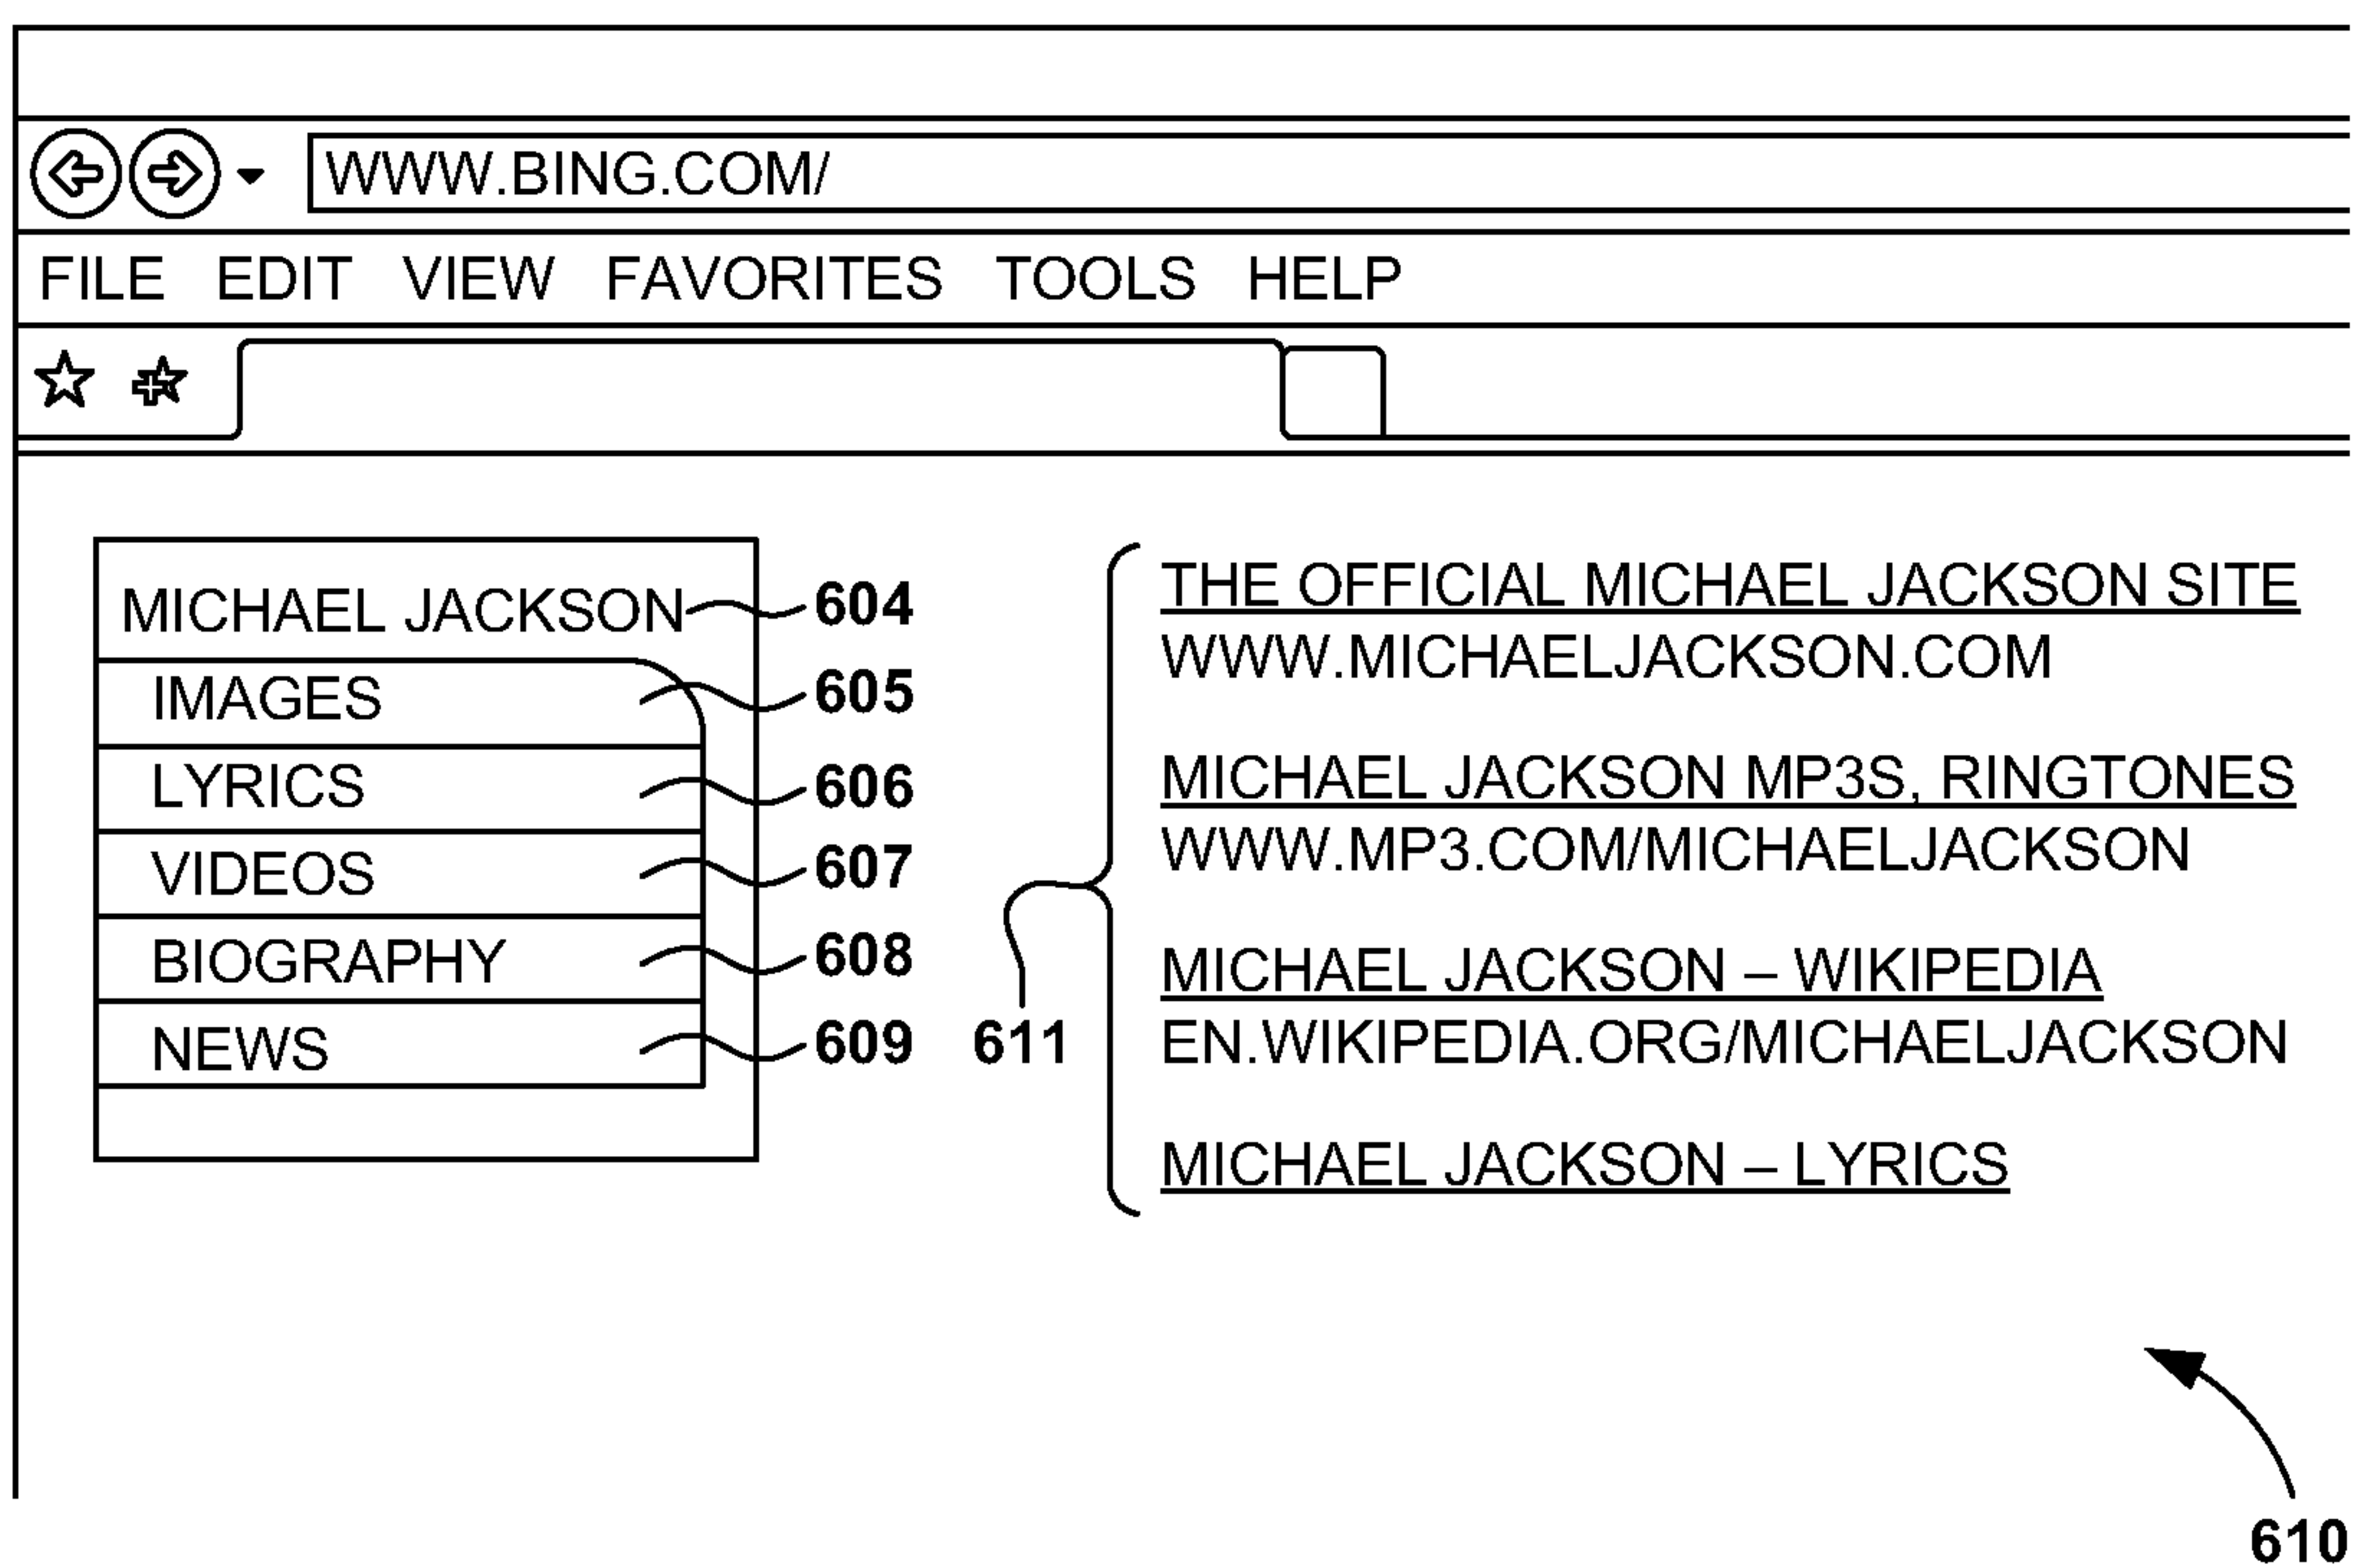 WWW.BING.COM/
FILE EDIT VIEW FAVORITES TOOLS HELP
MICHAEL JACKSON 604
IMAGES 605
LYRICS 606
VIDEOS 607
BIOGRAPHY 608
NEWS 609
611
THE OFFICIAL MICHAEL JACKSON SITE
WWW.MICHAELJACKSON.COM
MICHAEL JACKSON MP3S, RINGTONES
WWW.MP3.COM/MICHAELJACKSON
MICHAEL JACKSON – WIKIPEDIA
EN.WIKIPEDIA.ORG/MICHAELJACKSON
MICHAEL JACKSON – LYRICS
610